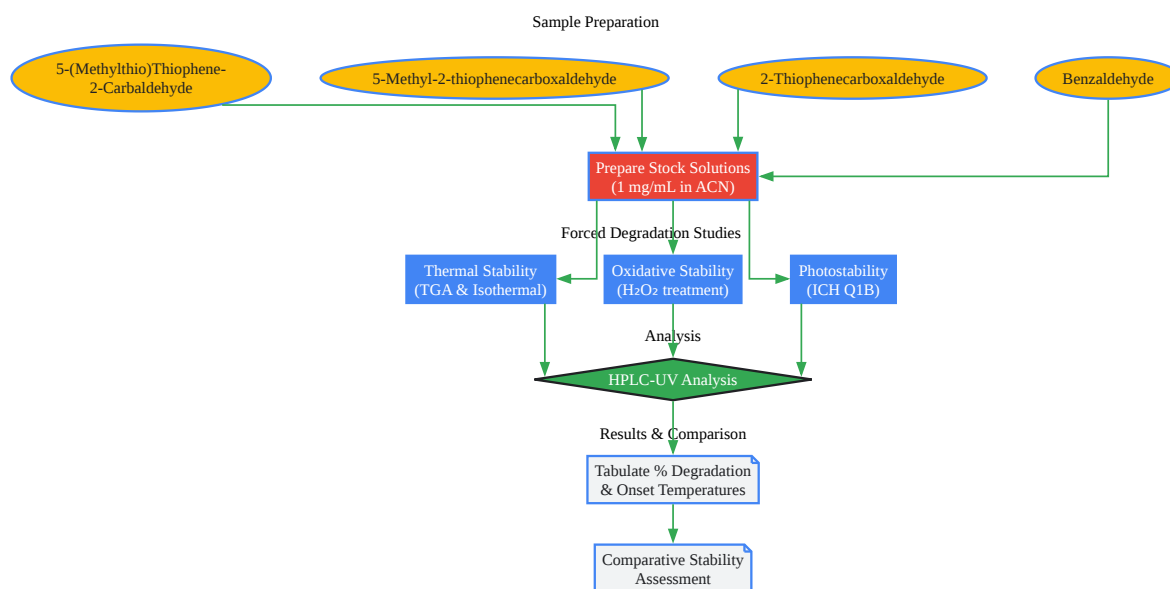 Sample Preparation
5-(Methylthio)Thiophene-
2-Carbaldehyde
5-Methyl-2-thiophenecarboxaldehyde
2-Thiophenecarboxaldehyde
Benzaldehyde
Prepare Stock Solutions
(1 mg/mL in ACN)
Forced Degradation Studies
Thermal Stability
(TGA & Isothermal)
Oxidative Stability
(H₂O₂ treatment)
Photostability
(ICH Q1B)
Analysis
HPLC-UV Analysis
Results & Comparison
Tabulate % Degradation
& Onset Temperatures
Comparative Stability
Assessment